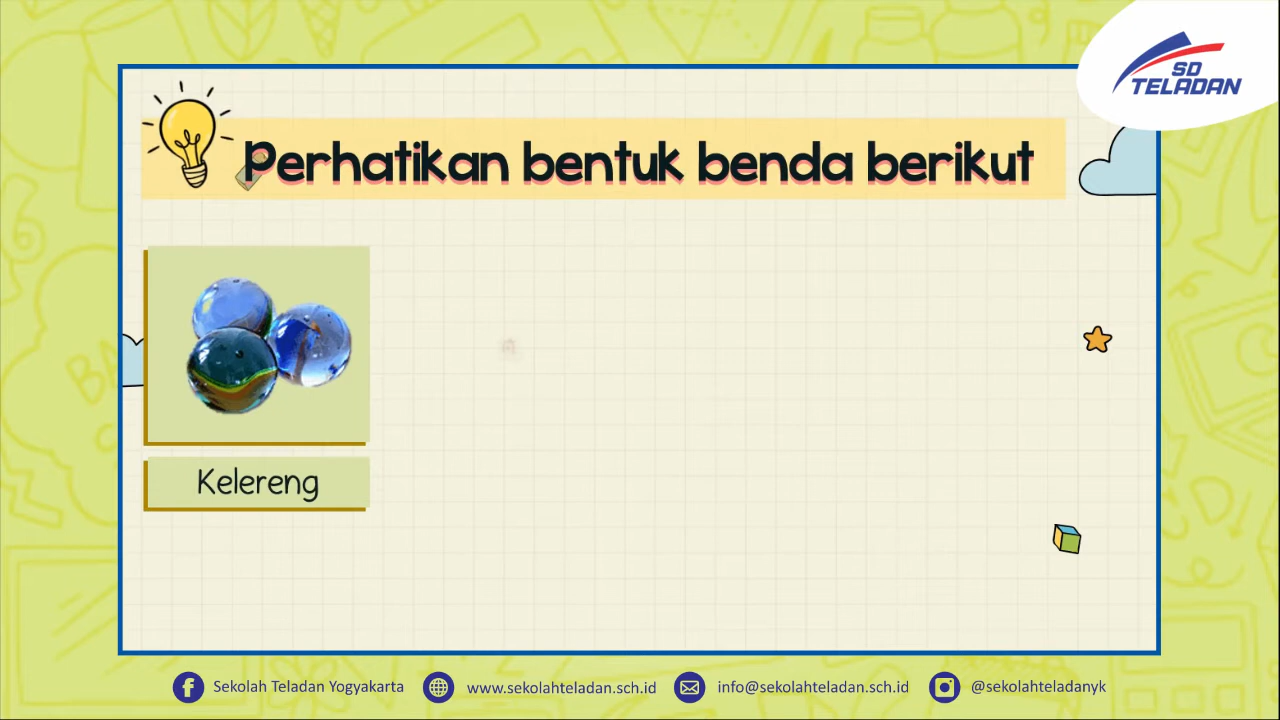 SD
TELADAN
Perhatikan bentuk benda berikut
Kelereng
Sekolah Teladan Yogyakarta
www.sekolahteladan.sch.id
info@sekolahteladan.sch.id
@sekolahteladanyk